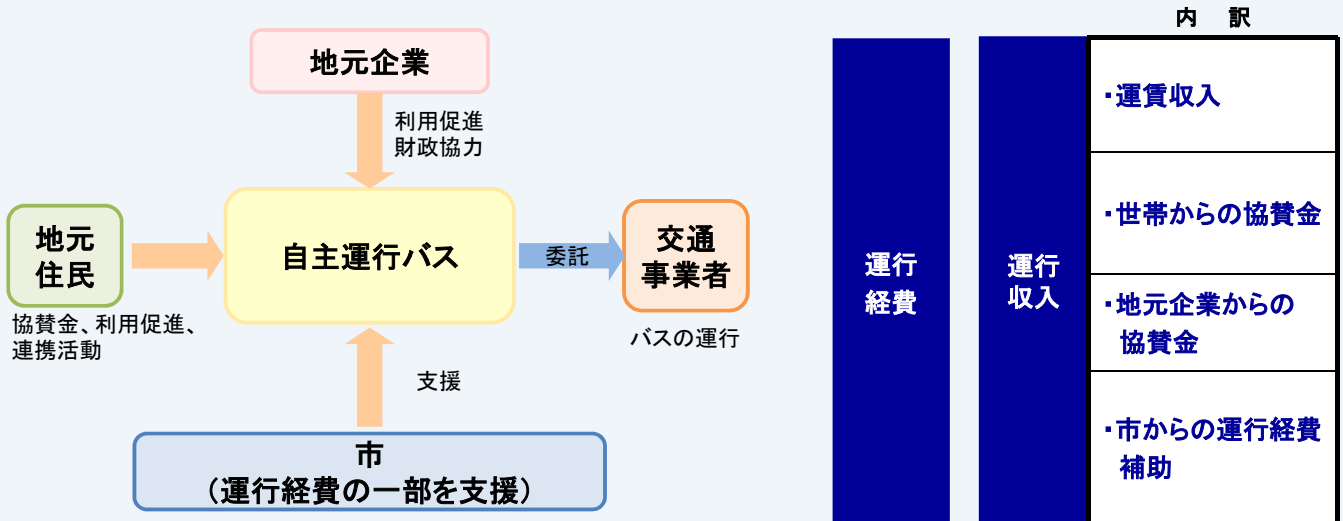 地元企業
利用促進
財政協力
地元
住民
協賛金、利用促進、
連携活動
自主運行バス
委託
交通
事業者
バスの運行
支援
市
（運行経費の一部を支援）
運行
経費
運行
収入
内　訳
・運賃収入
・世帯からの協賛金
・地元企業からの
協賛金
・市からの運行経費
補助